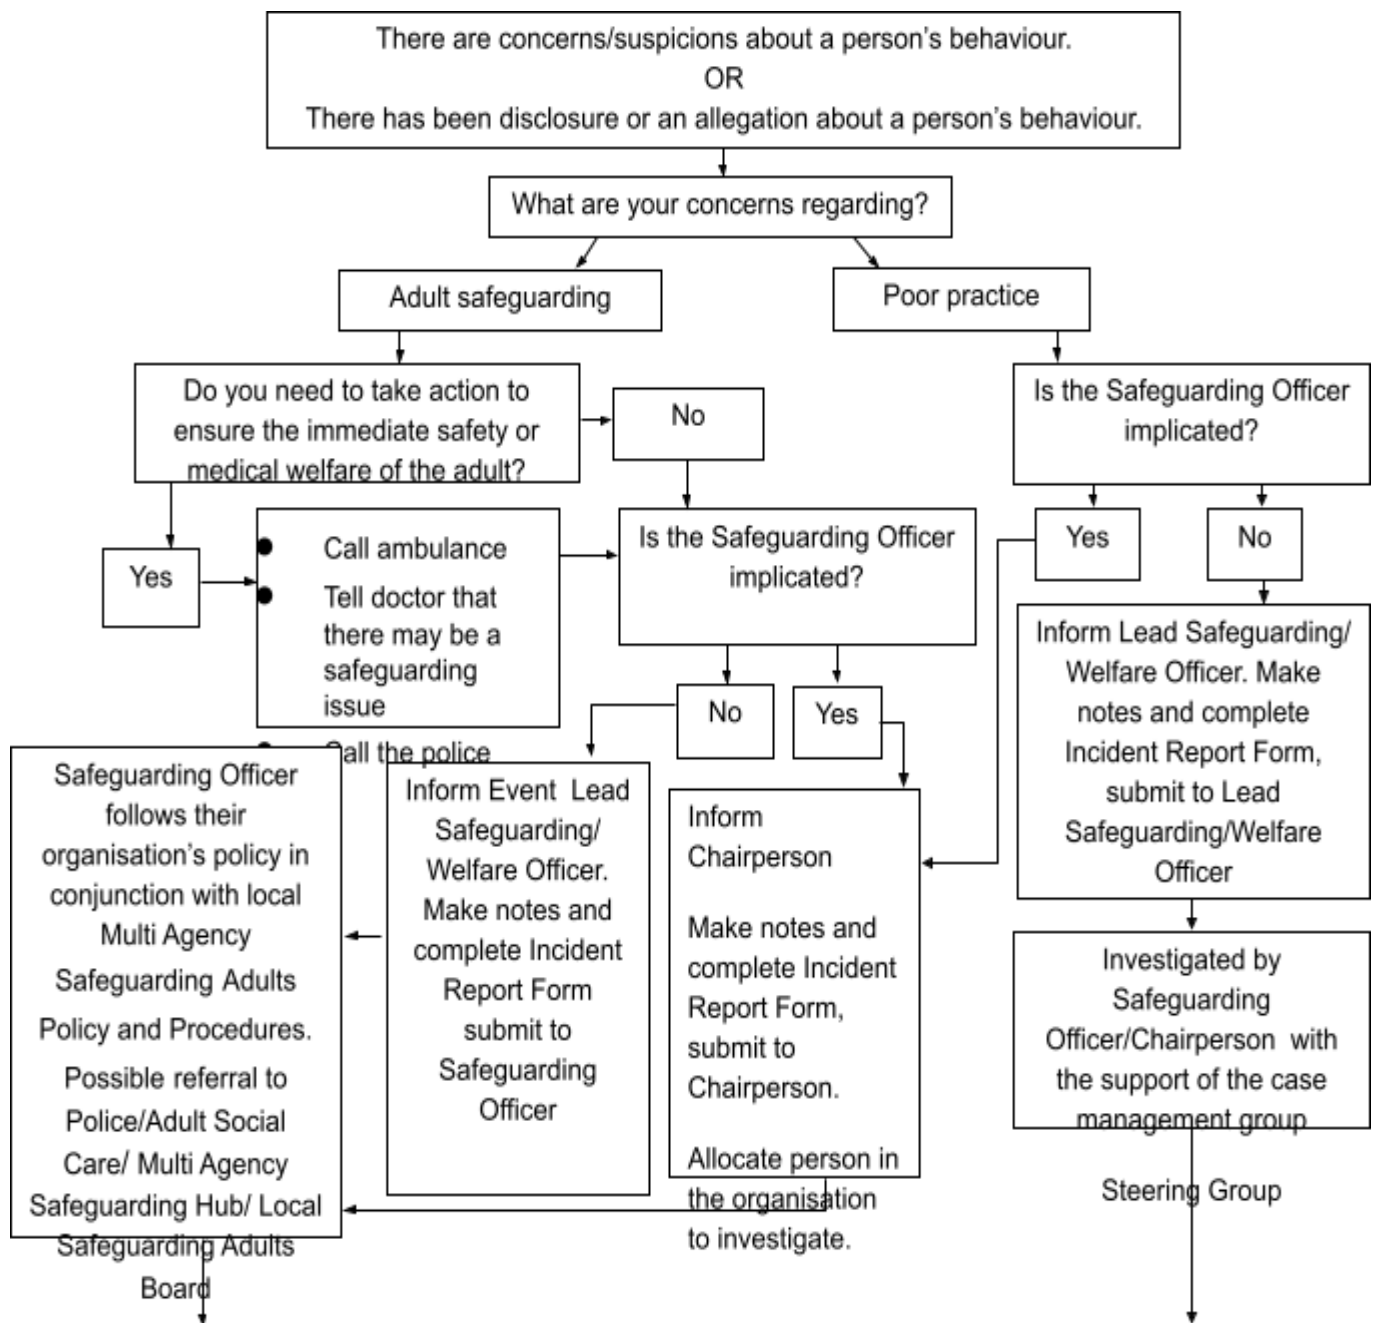 There are concerns/suspicions about a person's behaviour.
OR
There has been disclosure or an allegation about a person's behaviour.
What are your concerns regarding?
Adult safeguarding
Poor practice
Do you need to take action to
ensure the immediate safety or
medical welfare of the adult?
No
Is the Safeguarding Officer
implicated?
Yes
● Call ambulance
● Tell doctor that
there may be a
safeguarding
issue
● Call the police
Is the Safeguarding Officer
implicated?
Yes
No
No
Yes
Inform Lead Safeguarding/
Welfare Officer. Make
notes and complete
Incident Report Form,
submit to Lead
Safeguarding/Welfare
Officer
Safeguarding Officer
follows their
organisation's policy in
conjunction with local
Multi Agency
Safeguarding Adults
Policy and Procedures.
Possible referral to
Police/Adult Social
Care/ Multi Agency
Safeguarding Hub/ Local
Safeguarding Adults
Board
Inform Event Lead
Safeguarding/
Welfare Officer.
Make notes and
complete Incident
Report Form
submit to
Safeguarding
Officer
Inform
Chairperson
Make notes and
complete Incident
Report Form,
submit to
Chairperson.
Allocate person in
the organisation
to investigate.
Investigated by
Safeguarding
Officer/Chairperson with
the support of the case
management group
Steering Group